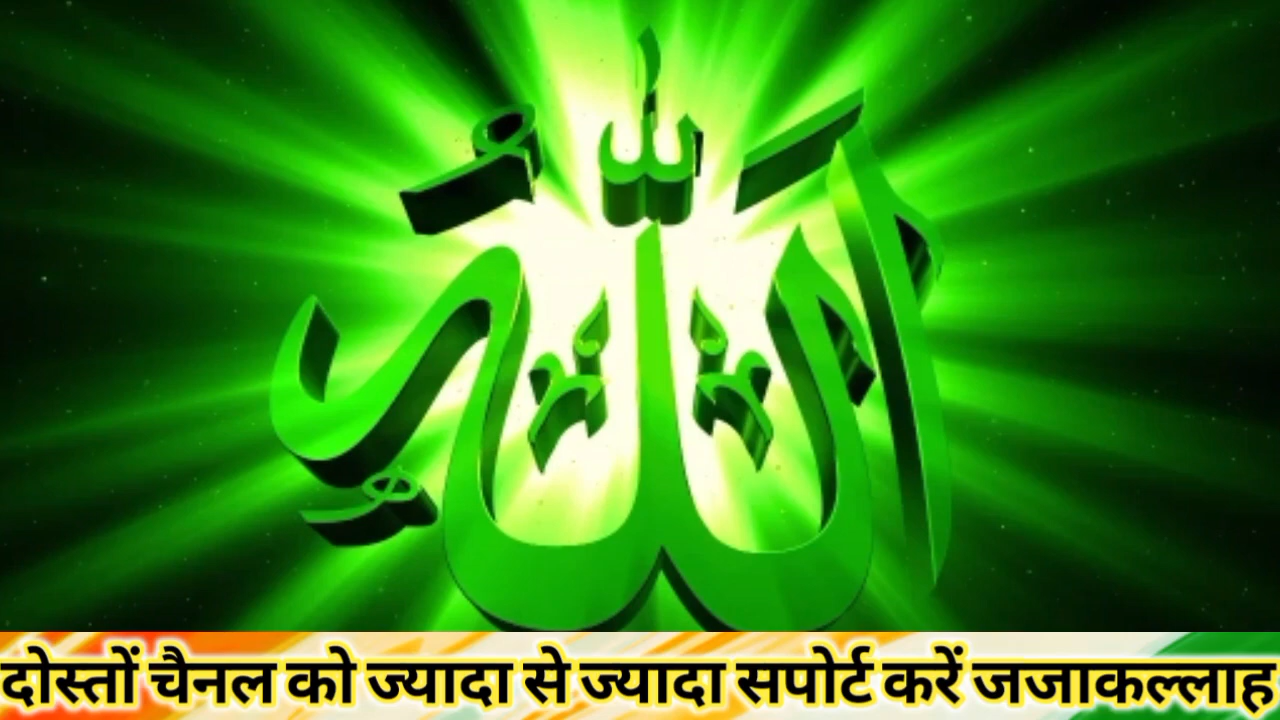 الله
दोस्तों चैनल को ज्यादा से ज्यादा सपोर्ट करें जजाकल्लाह